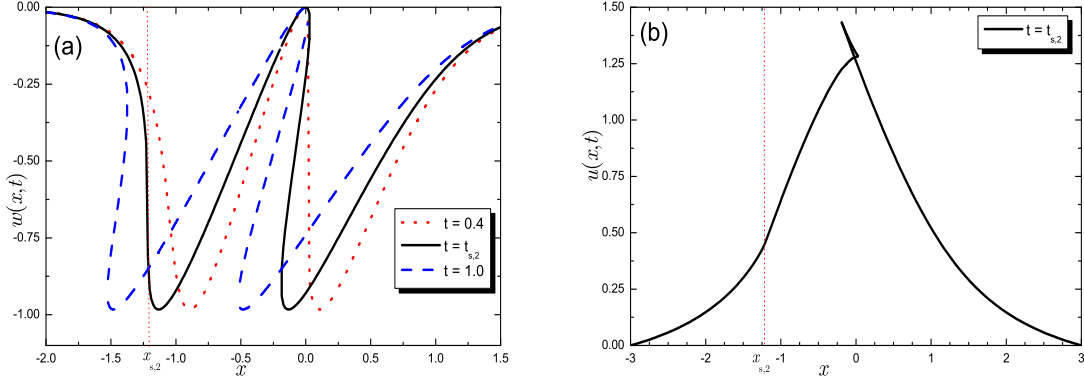 (a)
0.00
-0.25
-0.50
-0.75
-1.00
w(x,t)
t = 0.4
t = t_s,2
t = 1.0
-2.0 -1.5 -1.0 -0.5 0.0 0.5 1.0 1.5
x_s,2
x
(b)
1.50
1.25
1.00
0.75
0.50
0.25
0.00
u(x,t)
t = t_s,2
-3 -2 -1 0 1 2 3
x_s,2
x